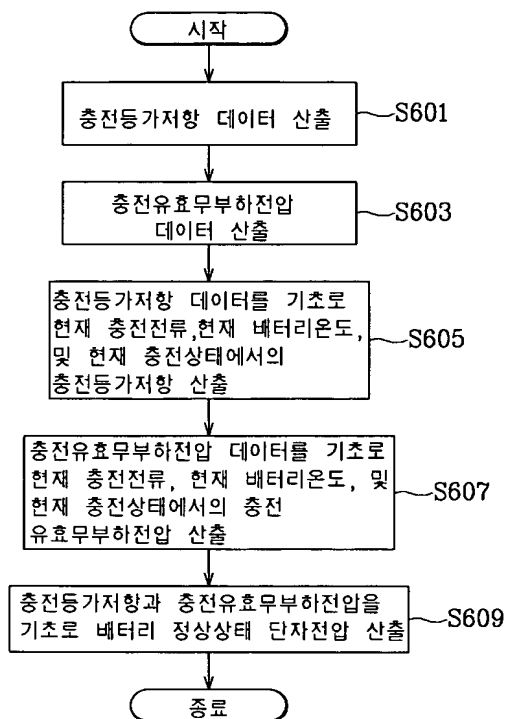 시작
충전등가저항 데이터 산출
S601
충전유효무부하전압
데이터 산출
S603
충전등가저항 데이터를 기초로
현재 충전전류,현재 배터리온도,
및 현재 충전상태에서의
충전등가저항 산출
S605
충전유효무부하전압 데이터를 기초로
현재 충전전류, 현재 배터리온도, 및
현재 충전상태에서의 충전
유효무부하전압 산출
S607
충전등가저항과 충전유효무부하전압을
기초로 배터리 정상상태 단자전압 산출
S609
종료